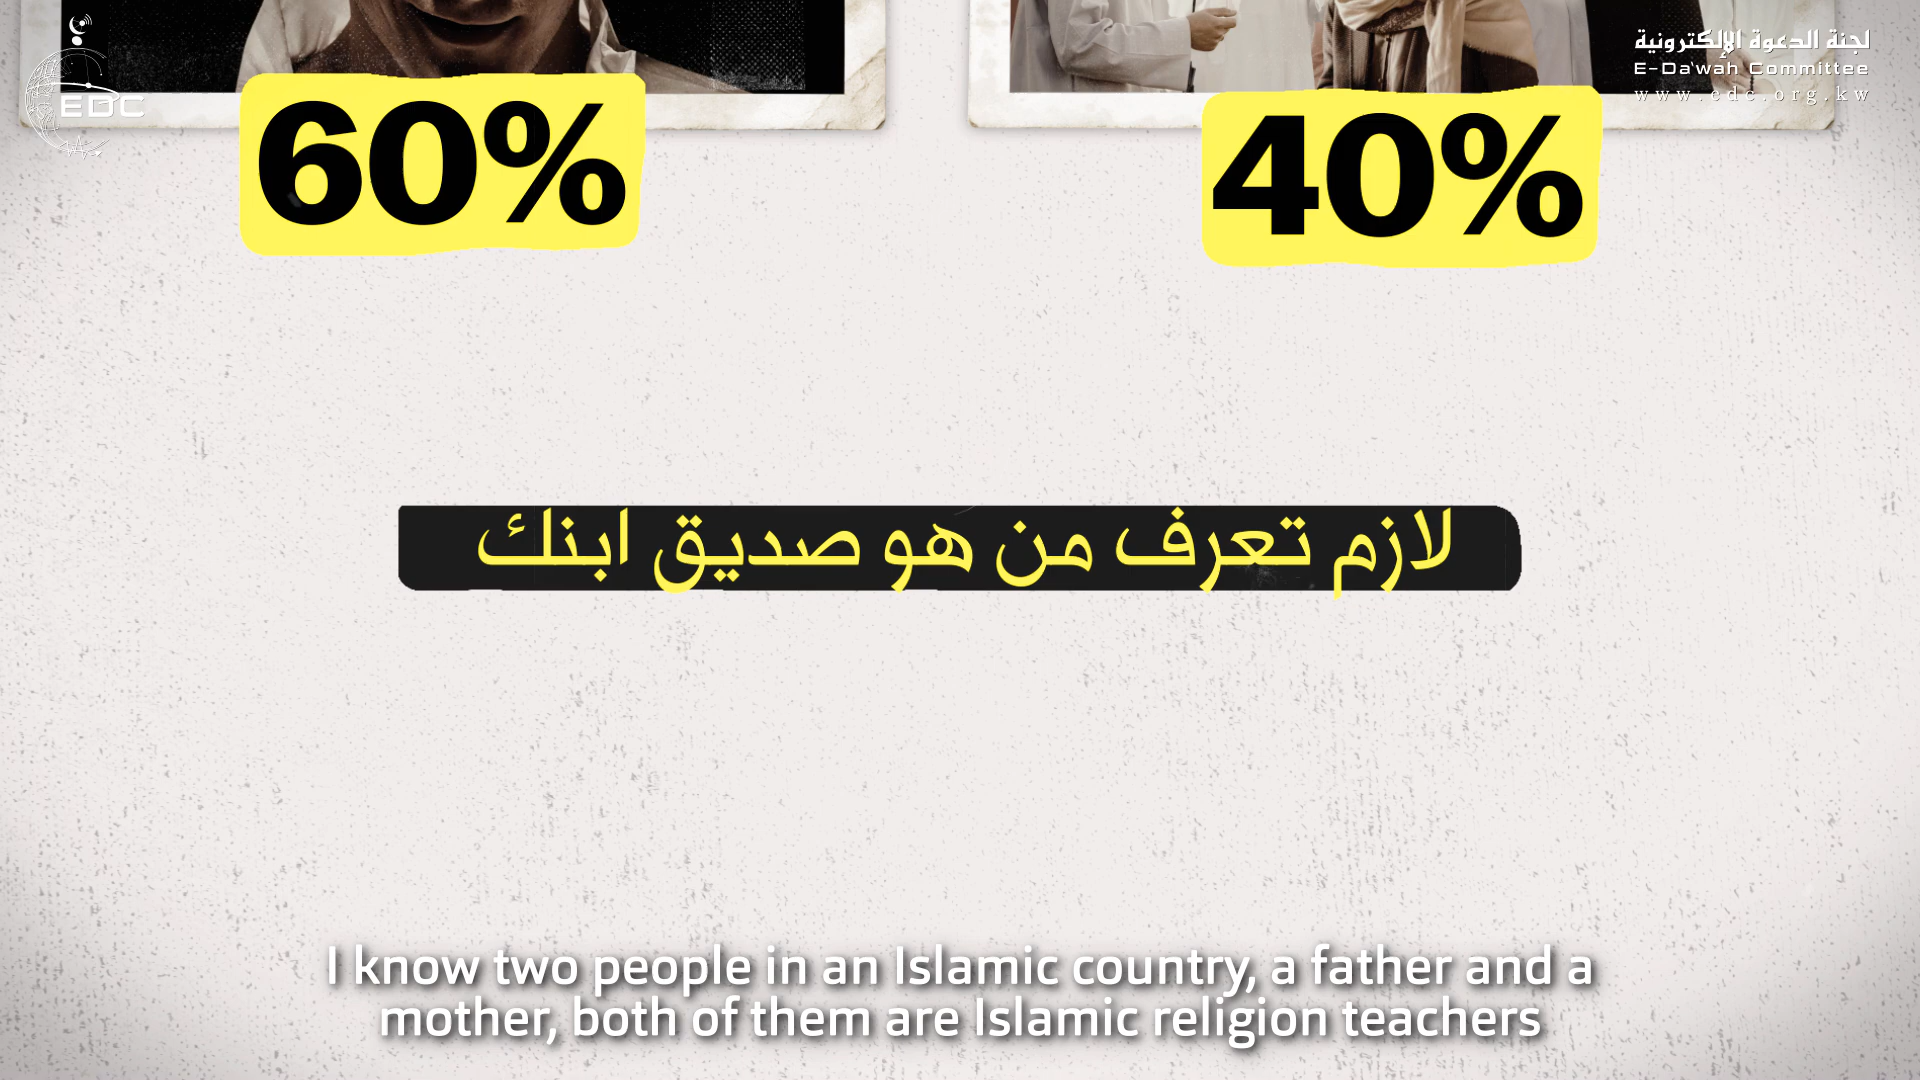 لجنة الدعوة الإلكترونية
E-Da'wah Committee
www.edc.org.kw
EDC
60%
40%
لازم تعرف من هو صديق ابنك
I know two people in an Islamic country, a father and a
mother, both of them are Islamic religion teachers